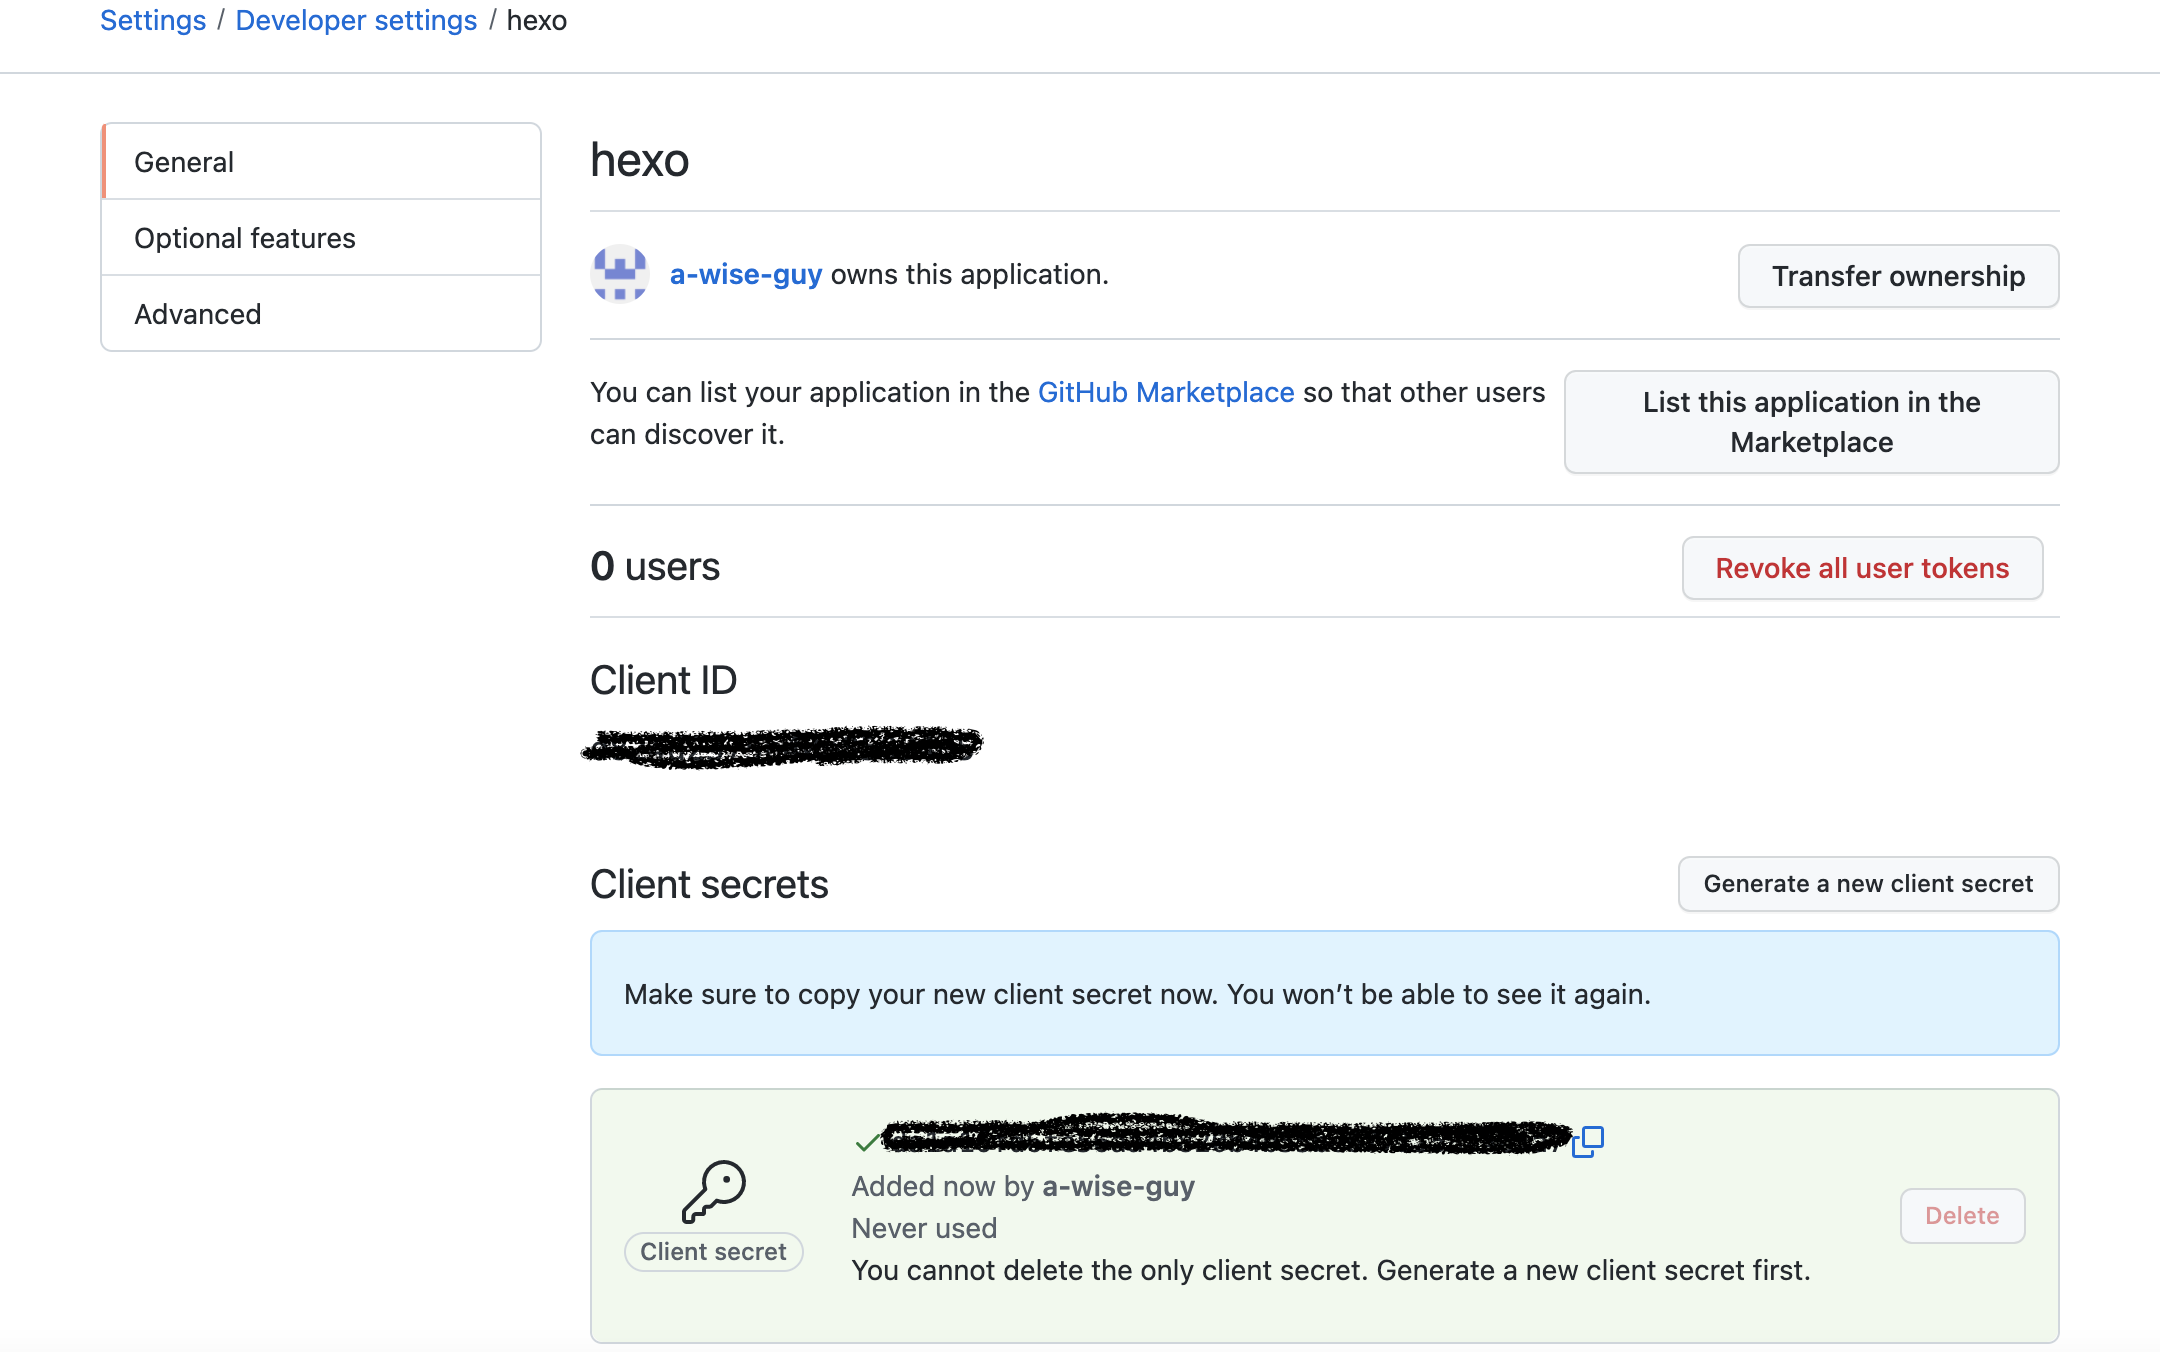 Settings / Developer settings / hexo
General
Optional features
Advanced
hexo
a-wise-guy owns this application.
Transfer ownership
You can list your application in the GitHub Marketplace so that other users
can discover it.
List this application in the
Marketplace
0 users
Revoke all user tokens
Client ID
Client secrets
Generate a new client secret
Make sure to copy your new client secret now. You won’t be able to see it again.
Client secret
Added now by a-wise-guy
Never used
You cannot delete the only client secret. Generate a new client secret first.
Delete